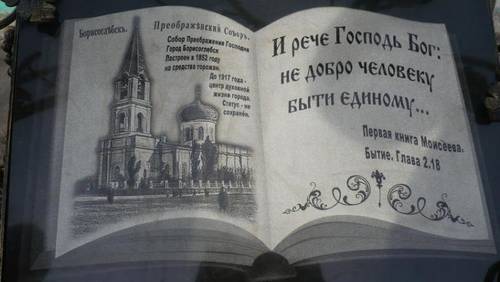 Борисоглѣбскъ.
Преображѣвский Соборъ.
Собор Преображения Господня
Город Борисоглебск
Построен в 1852 году
на средства горожан.
До 1917 года -
центр духовной
жизни города.
Статус - не
сохранён.
И рече Господь Бог:
не добро человеку
быти единому...
Первая книга Моисеева.
Бытие. Глава 2.18